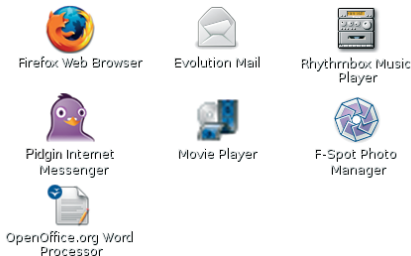 Firefox Web Browser
Evolution Mail
Rhythmbox Music
Player
Pidgin Internet
Messenger
Movie Player
F-Spot Photo
Manager
OpenOffice.org Word
Processor